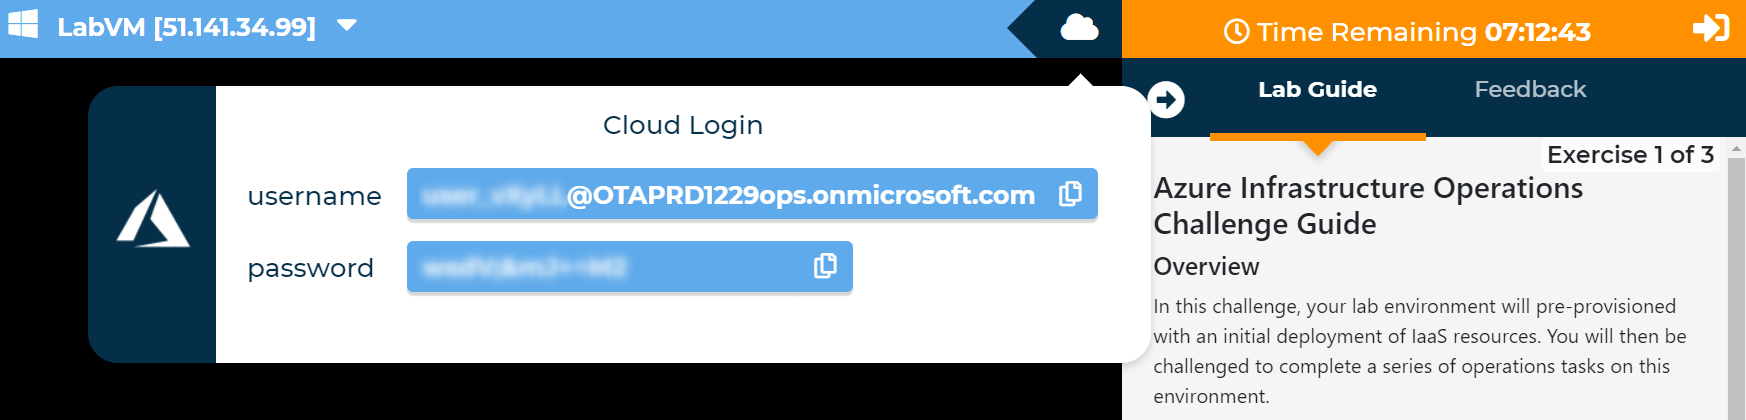 LabVM [51.141.34.99]
Time Remaining 07:12:43
Lab Guide
Feedback
Cloud Login
username
@OTAPRD1229ops.onmicrosoft.com
password
Exercise 1 of 3
Azure Infrastructure Operations
Challenge Guide
Overview
In this challenge, your lab environment will pre-provisioned
with an initial deployment of IaaS resources. You will then be
challenged to complete a series of operations tasks on this
environment.